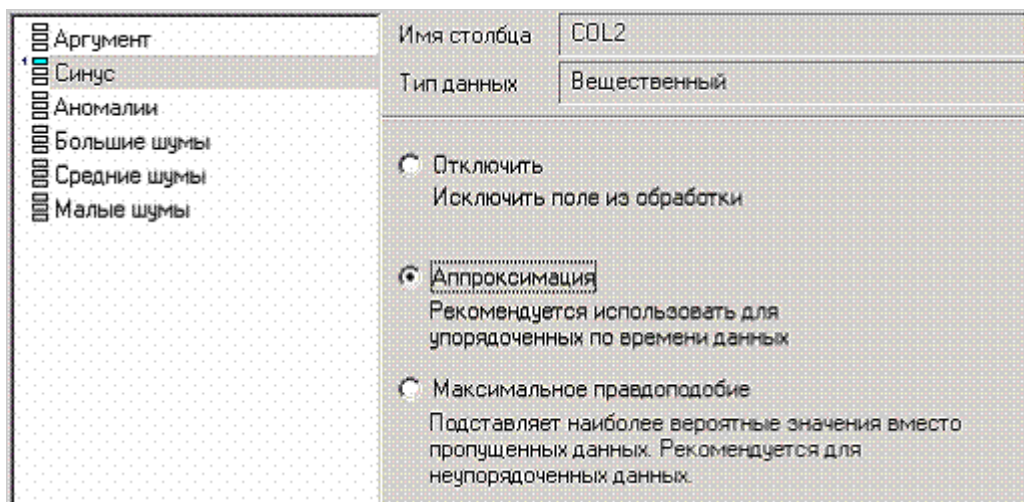 Аргумент
Синус
Аномалии
Большие шумы
Средние шумы
Малые шумы
Имя столбца COL2
Тип данных Вещественный
Отключить
Исключить поле из обработки
Аппроксимация
Рекомендуется использовать для
упорядоченных по времени данных
Максимальное правдоподобие
Подставляет наиболее вероятные значения вместо
пропущенных данных. Рекомендуется для
неупорядоченных данных.